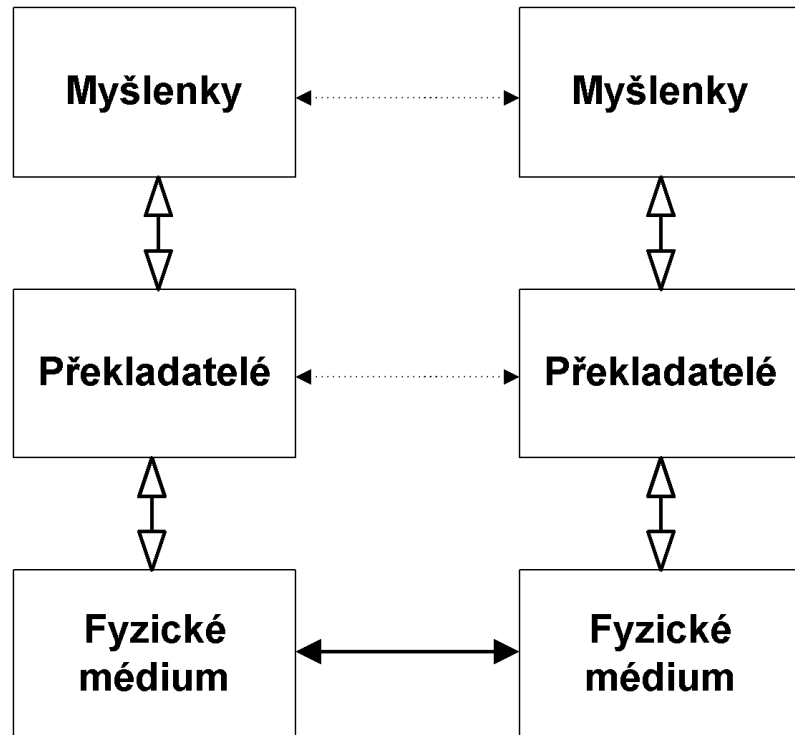 Myšlenky
Myšlenky
Překladatelé
Překladatelé
Fyzické
médium
Fyzické
médium